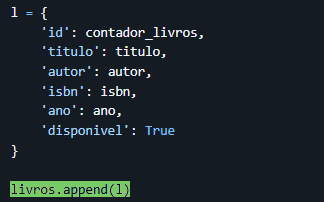 l = {
    'id': contador_livros,
    'titulo': titulo,
    'autor': autor,
    'isbn': isbn,
    'ano': ano,
    'disponivel': True
}
livros.append(l)